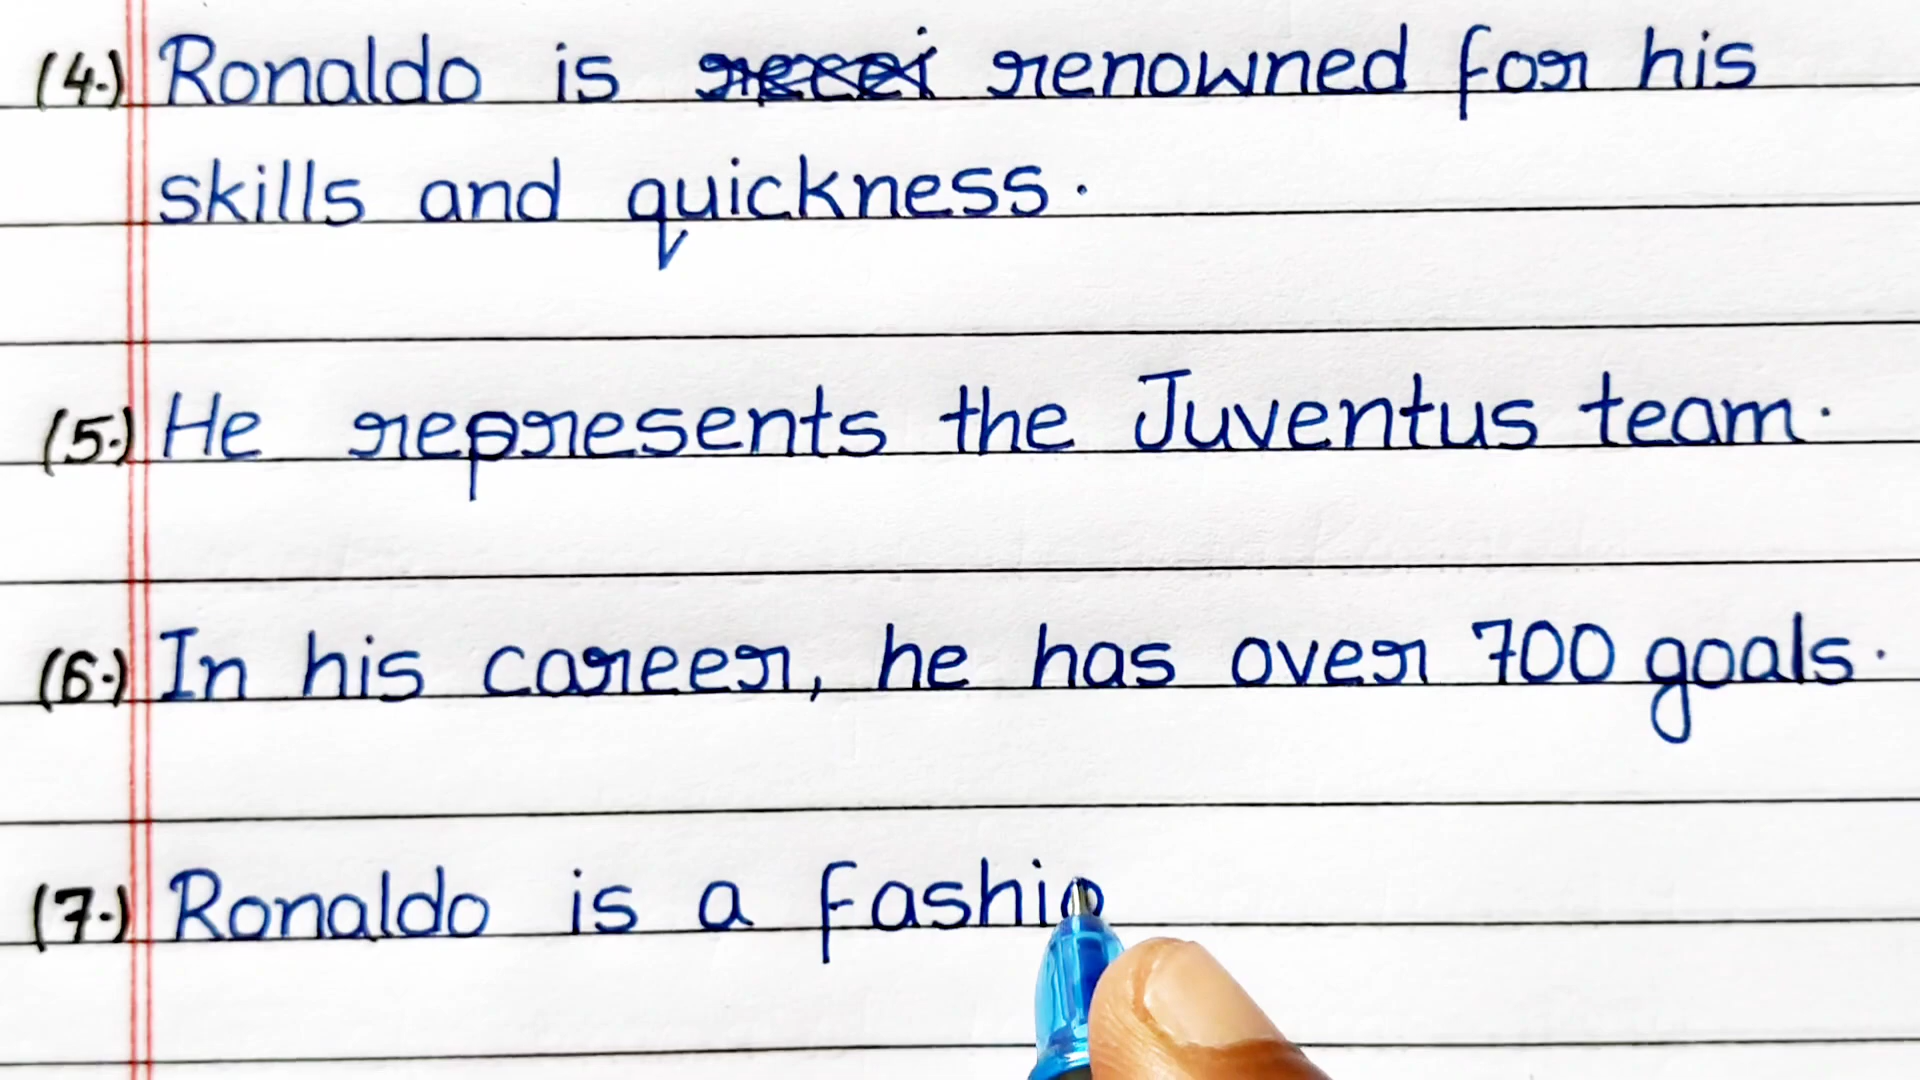 (4.) Ronaldo is renowned for his
skills and quickness.
(5.) He represents the Juventus team.
(6.) In his career, he has over 700 goals.
(7.) Ronaldo is a fashio